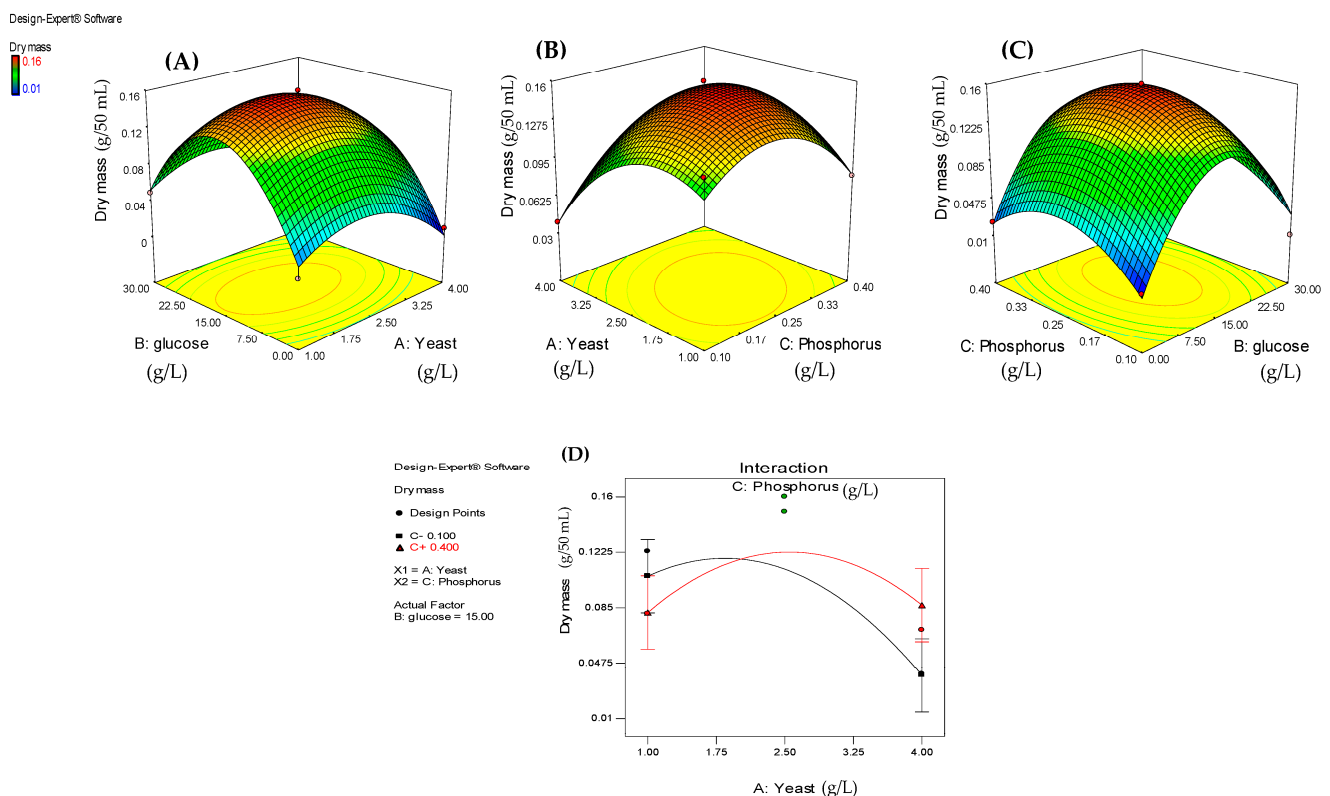 Design-Expert® Software
Dry mass
0.16
0.01
(A)
Dry mass (g/50 mL)
0.16
0.12
0.08
0.04
0
30.00
22.50
15.00
7.50
0.00
1.00
1.75
2.50
3.25
4.00
B: glucose
(g/L)
A: Yeast
(g/L)
(B)
Dry mass (g/50 mL)
0.16
0.1275
0.095
0.0625
0.03
4.00
3.25
2.50
1.75
1.00
0.10
0.17
0.25
0.33
0.40
A: Yeast
(g/L)
C: Phosphorus
(g/L)
(C)
Dry mass (g/50 mL)
0.16
0.1225
0.085
0.0475
0.01
0.40
0.33
0.25
0.17
0.10
0.00
7.50
15.00
22.50
30.00
C: Phosphorus
(g/L)
B: glucose
(g/L)
Design-Expert® Software
Dry mass
Design Points
C- 0.100
C+ 0.400
X1 = A: Yeast
X2 = C: Phosphorus
Actual Factor
B: glucose = 15.00
(D)
Interaction
C: Phosphorus (g/L)
Dry mass (g/50 mL)
0.16
0.1225
0.085
0.0475
0.01
1.00
1.75
2.50
3.25
4.00
A: Yeast (g/L)